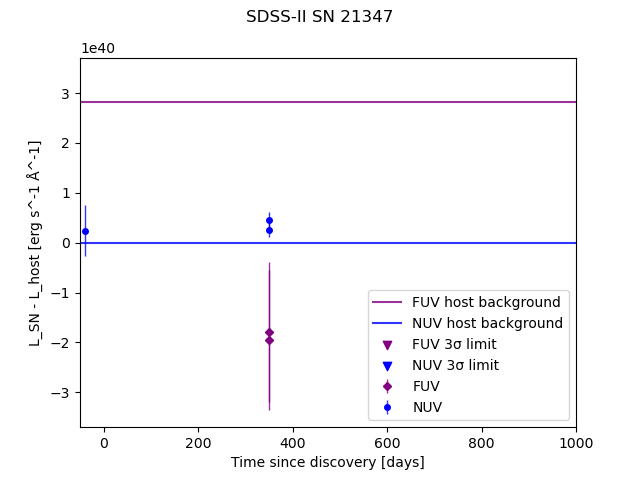 SDSS-II SN 21347
1e40
3
2
1
0
−1
−2
−3
L_SN - L_host [erg s^-1 Å^-1]
FUV host background
NUV host background
FUV 3σ limit
NUV 3σ limit
FUV
NUV
0 200 400 600 800 1000
Time since discovery [days]